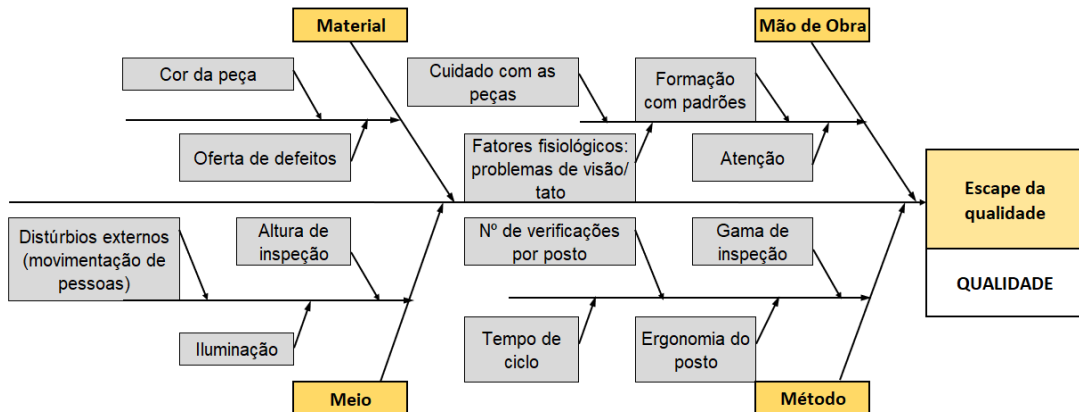 Material
Mão de Obra
Cor da peça
Cuidado com as
peças
Formação
com padrões
Oferta de defeitos
Fatores fisiológicos:
problemas de visão/
tato
Atenção
Escape da
qualidade
QUALIDADE
Distúrbios externos
(movimentação de
pessoas)
Altura de
inspeção
Nº de verificações
por posto
Gama de
inspeção
Iluminação
Tempo de
ciclo
Ergonomia do
posto
Meio
Método